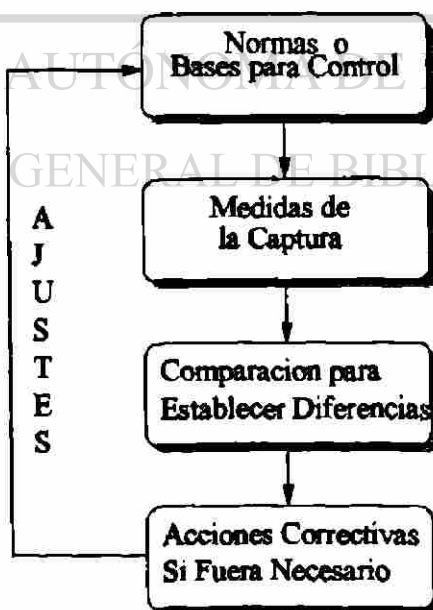 Normas o
Bases para Control
AUTÓNOMA DE
GENERAL DE BIBL
Medidas de
la Captura
AJUSTES
Comparacion para
Establecer Diferencias
Acciones Correctivas
Si Fuera Necesario